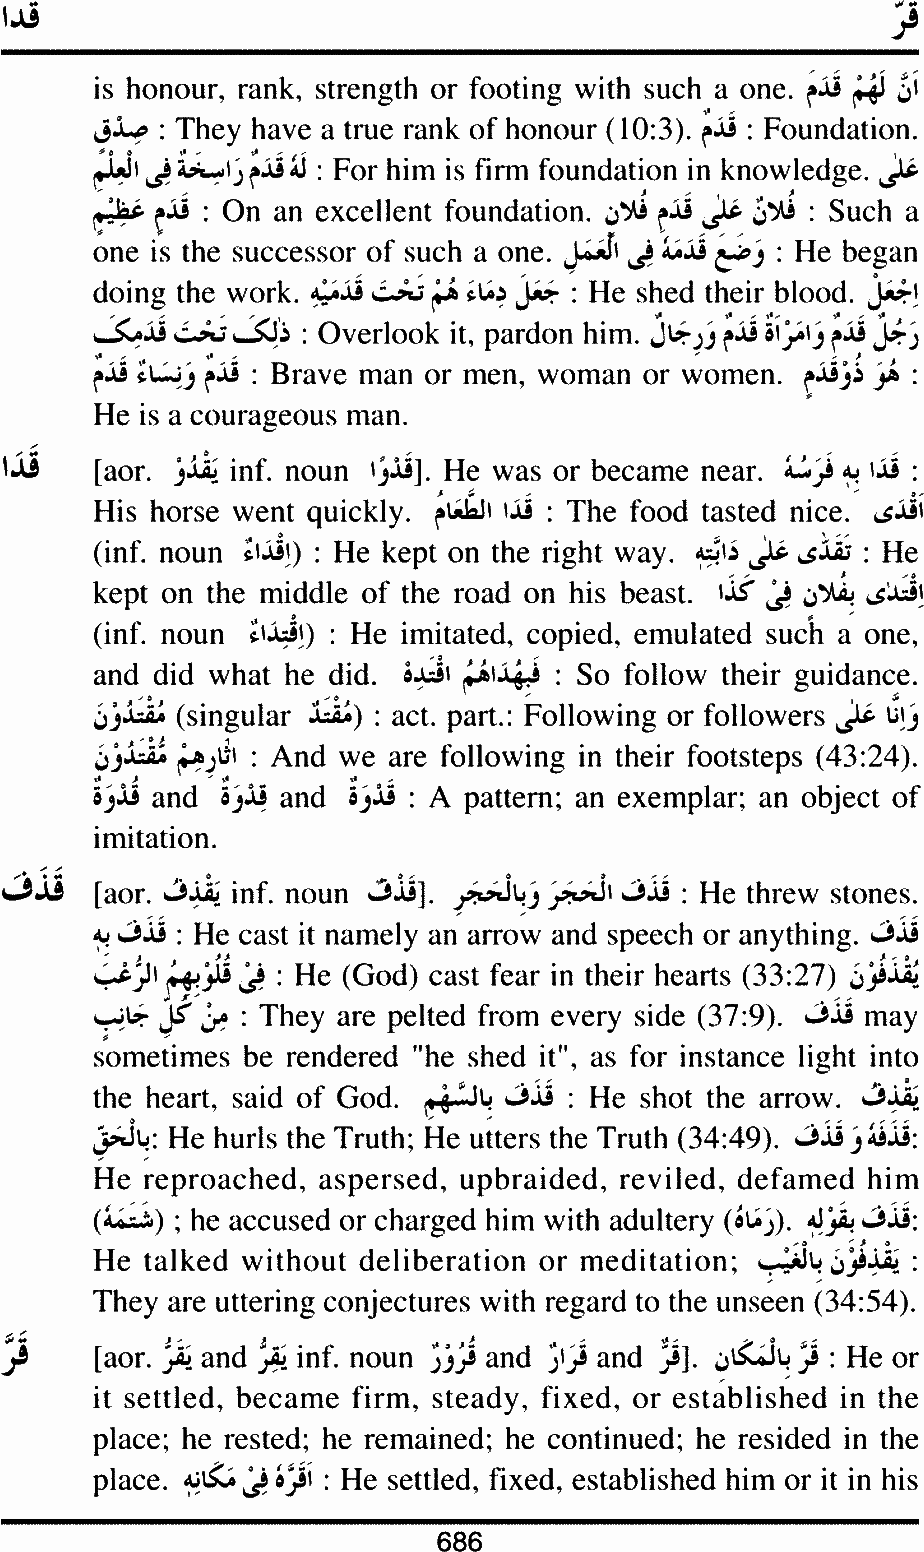 قدا قرّ
is honour, rank, strength or footing with such a one. اَنَّ لَهُمْ قَدَمَ
صِدْقٍ : They have a true rank of honour (10:3). قَدَمٌ : Foundation.
لَهٗ قَدَمٌ رَاسِخَةٌ فِی الْعِلْمِ : For him is firm foundation in knowledge. عَلٰی
قَدَمٍ عَظِيْمٍ : On an excellent foundation. فُلَانٌ عَلٰی قَدَمِ فُلَانٍ : Such a
one is the successor of such a one. وَضَعَ قَدَمَهٗ فِی الْعَمَلِ : He began
doing the work. جَعَلَ دِمَاءَ هُمْ تَحْتَ قَدَمَيْهِ : He shed their blood. اِجْعَلْ
ذٰلِکَ تَحْتَ قَدَمِکَ : Overlook it, pardon him. رَجُلٌ قَدَمٌ وَامْرَاَةٌ قَدَمٌ وَرِجَالٌ
قَدَمٌ وَنِسَاءٌ قَدَمٌ : Brave man or men, woman or women. هُوَ ذُوْقَدَمٍ :
He is a courageous man.
قَدَا [aor. يَقْدُوْ inf. noun قَدْوًا]. He was or became near. قَدَا بِهٖ فَرَسُهٗ :
His horse went quickly. قَدَا الطَّعَامُ : The food tasted nice. اَقْدَی
(inf. noun اِقْدَاءٌ) : He kept on the right way. تَقَدّٰی عَلٰی دَابَّتِهٖ : He
kept on the middle of the road on his beast. اِقْتَدٰی بِفُلَانٍ فِیْ کَذَا
(inf. noun اِقْتِدَاءٌ) : He imitated, copied, emulated such a one,
and did what he did. فَبِهُدَاهُمُ اقْتَدِهْ : So follow their guidance.
مُقْتَدُوْنَ (singular مُقْتَدٍ) : act. part.: Following or followers وَاِنَّا عَلٰی
اٰثَارِهِمْ مُّقْتَدُوْنَ : And we are following in their footsteps (43:24).
قُدْوَةٌ and قِدْوَةٌ and قَدْوَةٌ : A pattern; an exemplar; an object of
imitation.
قَذَفَ [aor. يَقْذِفُ inf. noun قَذْفٌ]. قَذَفَ الْحَجَرَ وَبِالْحَجَرِ : He threw stones.
قَذَفَ بِهٖ : He cast it namely an arrow and speech or anything. قَذَفَ
فِیْ قُلُوْبِهِمُ الرُّعْبَ : He (God) cast fear in their hearts (33:27) يُقْذَفُوْنَ
مِنْ کُلِّ جَانِبٍ : They are pelted from every side (37:9). قَذَفَ may
sometimes be rendered "he shed it", as for instance light into
the heart, said of God. قَذَفَ بِالسَّهْمِ : He shot the arrow. يَقْذِفُ
بِالْحَقِّ: He hurls the Truth; He utters the Truth (34:49). قَذَفَهٗ وَ قَذَفَ:
He reproached, aspersed, upbraided, reviled, defamed him
(شَتَمَهٗ) ; he accused or charged him with adultery (رَمَاهُ). قَذَفَ بِقَوْلِهٖ:
He talked without deliberation or meditation; يَقْذِفُوْنَ بِالْغَيْبِ :
They are uttering conjectures with regard to the unseen (34:54).
قَرَّ [aor. يَقَرُّ and يَقِرُّ inf. noun قُرُوْرٌ and قَرَارٌ and قَرٌّ]. قَرَّ بِالْمَکَانِ : He or
it settled, became firm, steady, fixed, or established in the
place; he rested; he remained; he continued; he resided in the
place. اَقَرَّهٗ فِیْ مَکَانِهٖ : He settled, fixed, established him or it in his
686